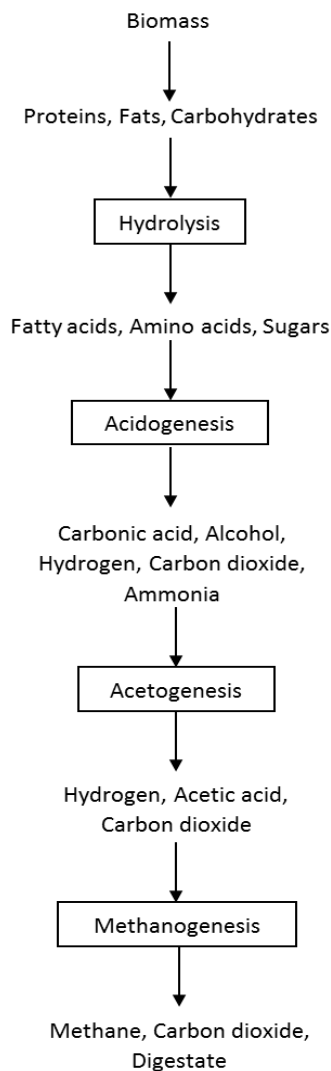 Biomass
Proteins, Fats, Carbohydrates
Hydrolysis
Fatty acids, Amino acids, Sugars
Acidogenesis
Carbonic acid, Alcohol,
Hydrogen, Carbon dioxide,
Ammonia
Acetogenesis
Hydrogen, Acetic acid,
Carbon dioxide
Methanogenesis
Methane, Carbon dioxide,
Digestate